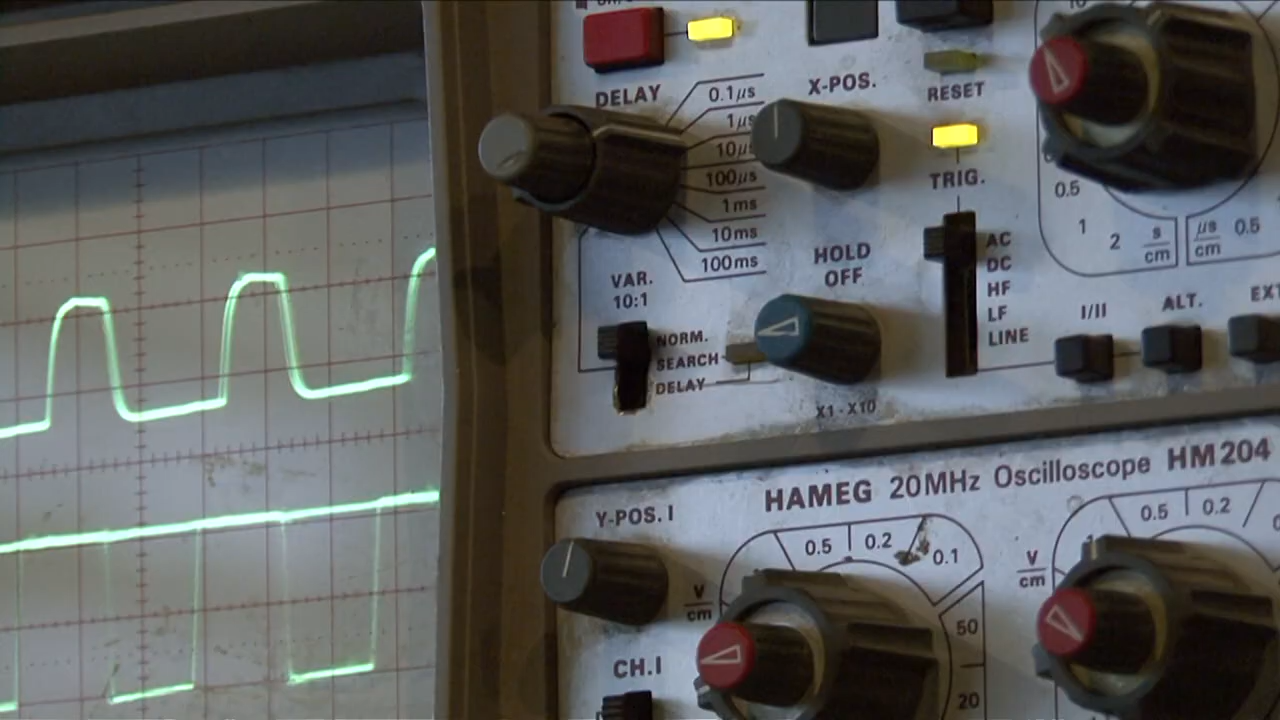 DELAY
X-POS.
RESET
0.1µs
1µs
10µs
100µs
1ms
10ms
100ms
TRIG.
10
0.5
1
2
s
cm
µs
cm
0.5
AC
DC
HF
LF
LINE
HOLD
OFF
VAR.
10:1
NORM.
SEARCH
DELAY
X1 - X10
I/II
ALT.
EXT
HAMEG 20MHz Oscilloscope HM204
Y-POS. I
0.5
0.2
0.1
50
20
V
cm
V
cm
1
0.5
0.2
CH. I